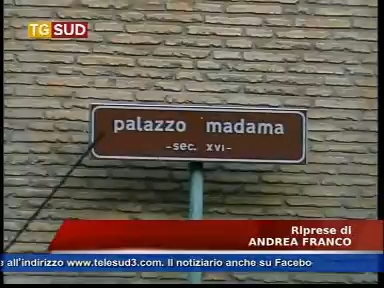 TG SUD
palazzo madama
-sec. XVI-
Riprese di
ANDREA FRANCO
all'indirizzo www.telesud3.com. Il notiziario anche su Facebo